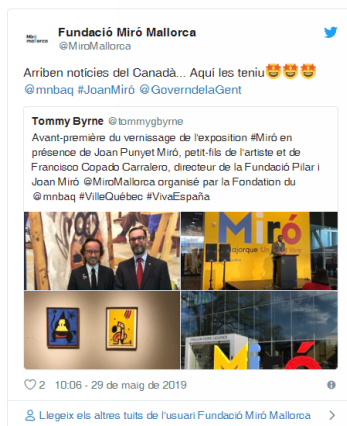 Miró
mallorca
Fundació Miró Mallorca
@MiroMallorca
Arriben notícies del Canadà... Aquí les teniu🤩🤩🤩
@mnbaq #JoanMiró @GoverndelaGent
Tommy Byrne @tommygbyrne
Avant-première du vernissage de l'exposition #Miró en
présence de Joan Punyet Miró, petit-fils de l'artiste et de
Francisco Copado Carralero, directeur de la Fundació Pilar i
Joan Miró @MiroMallorca organisé par la Fondation du
@mnbaq #VilleQuébec #VivaEspaña
Miró
2 10:06 - 29 de maig de 2019
Llegeix els altres tuits de l'usuari Fundació Miró Mallorca